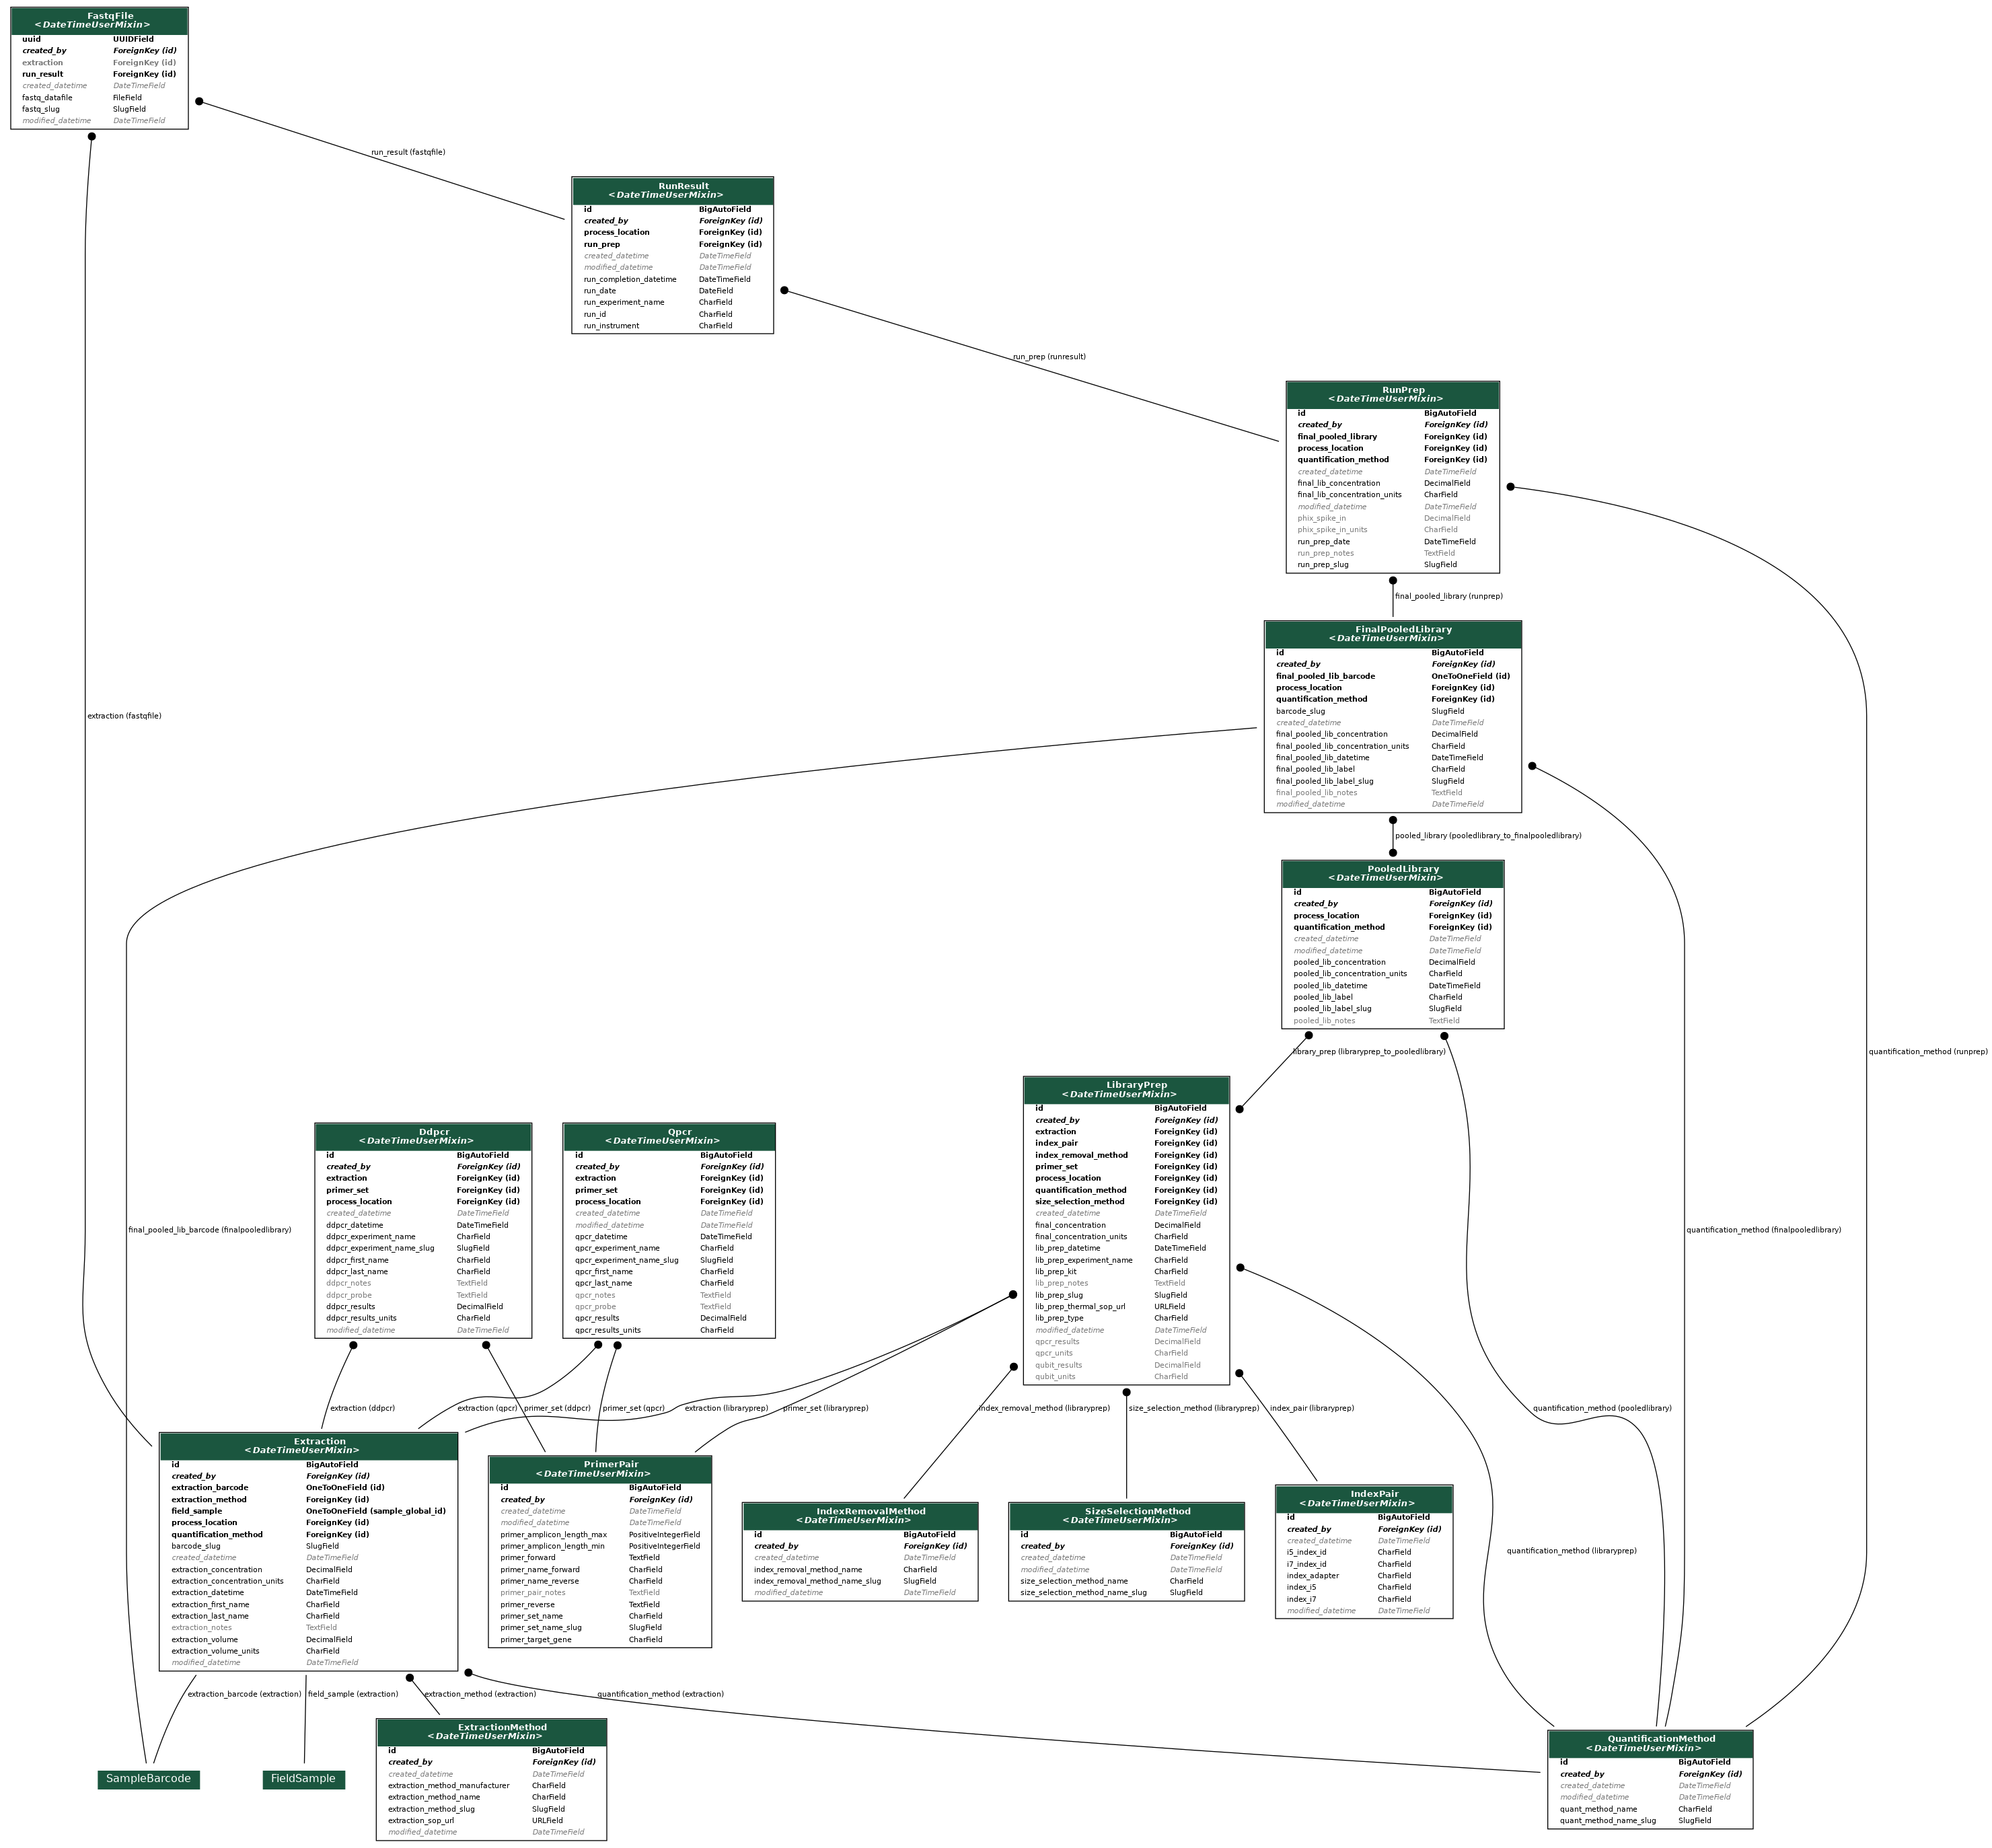 FastqFile
<DateTimeUserMixin>
uuid UUIDField
created_by ForeignKey (id)
extraction ForeignKey (id)
run_result ForeignKey (id)
created_datetime DateTimeField
fastq_datafile FileField
fastq_slug SlugField
modified_datetime DateTimeField
run_result (fastqfile)
RunResult
<DateTimeUserMixin>
id BigAutoField
created_by ForeignKey (id)
process_location ForeignKey (id)
run_prep ForeignKey (id)
created_datetime DateTimeField
modified_datetime DateTimeField
run_completion_datetime DateTimeField
run_date DateField
run_experiment_name CharField
run_id CharField
run_instrument CharField
run_prep (runresult)
RunPrep
<DateTimeUserMixin>
id BigAutoField
created_by ForeignKey (id)
final_pooled_library ForeignKey (id)
process_location ForeignKey (id)
quantification_method ForeignKey (id)
created_datetime DateTimeField
final_lib_concentration DecimalField
final_lib_concentration_units CharField
modified_datetime DateTimeField
phix_spike_in DecimalField
phix_spike_in_units CharField
run_prep_date DateTimeField
run_prep_notes TextField
run_prep_slug SlugField
final_pooled_library (runprep)
FinalPooledLibrary
<DateTimeUserMixin>
id BigAutoField
created_by ForeignKey (id)
final_pooled_lib_barcode OneToOneField (id)
process_location ForeignKey (id)
quantification_method ForeignKey (id)
barcode_slug SlugField
created_datetime DateTimeField
final_pooled_lib_concentration DecimalField
final_pooled_lib_concentration_units CharField
final_pooled_lib_datetime DateTimeField
final_pooled_lib_label CharField
final_pooled_lib_label_slug SlugField
final_pooled_lib_notes TextField
modified_datetime DateTimeField
extraction (fastqfile)
pooled_library (pooledlibrary_to_finalpooledlibrary)
PooledLibrary
<DateTimeUserMixin>
id BigAutoField
created_by ForeignKey (id)
process_location ForeignKey (id)
quantification_method ForeignKey (id)
created_datetime DateTimeField
modified_datetime DateTimeField
pooled_lib_concentration DecimalField
pooled_lib_concentration_units CharField
pooled_lib_datetime DateTimeField
pooled_lib_label CharField
pooled_lib_label_slug SlugField
pooled_lib_notes TextField
library_prep (libraryprep_to_pooledlibrary)
quantification_method (runprep)
LibraryPrep
<DateTimeUserMixin>
id BigAutoField
created_by ForeignKey (id)
extraction ForeignKey (id)
index_pair ForeignKey (id)
index_removal_method ForeignKey (id)
primer_set ForeignKey (id)
process_location ForeignKey (id)
quantification_method ForeignKey (id)
size_selection_method ForeignKey (id)
created_datetime DateTimeField
final_concentration DecimalField
final_concentration_units CharField
lib_prep_datetime DateTimeField
lib_prep_experiment_name CharField
lib_prep_kit CharField
lib_prep_notes TextField
lib_prep_slug SlugField
lib_prep_thermal_sop_url URLField
lib_prep_type CharField
modified_datetime DateTimeField
qpcr_results DecimalField
qpcr_units CharField
qubit_results DecimalField
qubit_units CharField
Ddpcr
<DateTimeUserMixin>
id BigAutoField
created_by ForeignKey (id)
extraction ForeignKey (id)
primer_set ForeignKey (id)
process_location ForeignKey (id)
created_datetime DateTimeField
ddpcr_datetime DateTimeField
ddpcr_experiment_name CharField
ddpcr_experiment_name_slug SlugField
ddpcr_first_name CharField
ddpcr_last_name CharField
ddpcr_notes TextField
ddpcr_probe TextField
ddpcr_results DecimalField
ddpcr_results_units CharField
modified_datetime DateTimeField
Qpcr
<DateTimeUserMixin>
id BigAutoField
created_by ForeignKey (id)
extraction ForeignKey (id)
primer_set ForeignKey (id)
process_location ForeignKey (id)
created_datetime DateTimeField
modified_datetime DateTimeField
qpcr_datetime DateTimeField
qpcr_experiment_name CharField
qpcr_experiment_name_slug SlugField
qpcr_first_name CharField
qpcr_last_name CharField
qpcr_notes TextField
qpcr_probe TextField
qpcr_results DecimalField
qpcr_results_units CharField
final_pooled_lib_barcode (finalpooledlibrary)
quantification_method (finalpooledlibrary)
extraction (ddpcr)
extraction (qpcr)
primer_set (ddpcr)
primer_set (qpcr)
extraction (libraryprep)
primer_set (libraryprep)
index_removal_method (libraryprep)
size_selection_method (libraryprep)
index_pair (libraryprep)
quantification_method (pooledlibrary)
Extraction
<DateTimeUserMixin>
id BigAutoField
created_by ForeignKey (id)
extraction_barcode OneToOneField (id)
extraction_method ForeignKey (id)
field_sample OneToOneField (sample_global_id)
process_location ForeignKey (id)
quantification_method ForeignKey (id)
barcode_slug SlugField
created_datetime DateTimeField
extraction_concentration DecimalField
extraction_concentration_units CharField
extraction_datetime DateTimeField
extraction_first_name CharField
extraction_last_name CharField
extraction_notes TextField
extraction_volume DecimalField
extraction_volume_units CharField
modified_datetime DateTimeField
PrimerPair
<DateTimeUserMixin>
id BigAutoField
created_by ForeignKey (id)
created_datetime DateTimeField
modified_datetime DateTimeField
primer_amplicon_length_max PositiveIntegerField
primer_amplicon_length_min PositiveIntegerField
primer_forward TextField
primer_name_forward CharField
primer_name_reverse CharField
primer_pair_notes TextField
primer_reverse TextField
primer_set_name CharField
primer_set_name_slug SlugField
primer_target_gene CharField
IndexRemovalMethod
<DateTimeUserMixin>
id BigAutoField
created_by ForeignKey (id)
created_datetime DateTimeField
index_removal_method_name CharField
index_removal_method_name_slug SlugField
modified_datetime DateTimeField
SizeSelectionMethod
<DateTimeUserMixin>
id BigAutoField
created_by ForeignKey (id)
created_datetime DateTimeField
modified_datetime DateTimeField
size_selection_method_name CharField
size_selection_method_name_slug SlugField
IndexPair
<DateTimeUserMixin>
id BigAutoField
created_by ForeignKey (id)
created_datetime DateTimeField
i5_index_id CharField
i7_index_id CharField
index_adapter CharField
index_i5 CharField
index_i7 CharField
modified_datetime DateTimeField
quantification_method (libraryprep)
extraction_barcode (extraction)
field_sample (extraction)
extraction_method (extraction)
quantification_method (extraction)
SampleBarcode
FieldSample
ExtractionMethod
<DateTimeUserMixin>
id BigAutoField
created_by ForeignKey (id)
created_datetime DateTimeField
extraction_method_manufacturer CharField
extraction_method_name CharField
extraction_method_slug SlugField
extraction_sop_url URLField
modified_datetime DateTimeField
QuantificationMethod
<DateTimeUserMixin>
id BigAutoField
created_by ForeignKey (id)
created_datetime DateTimeField
modified_datetime DateTimeField
quant_method_name CharField
quant_method_name_slug SlugField